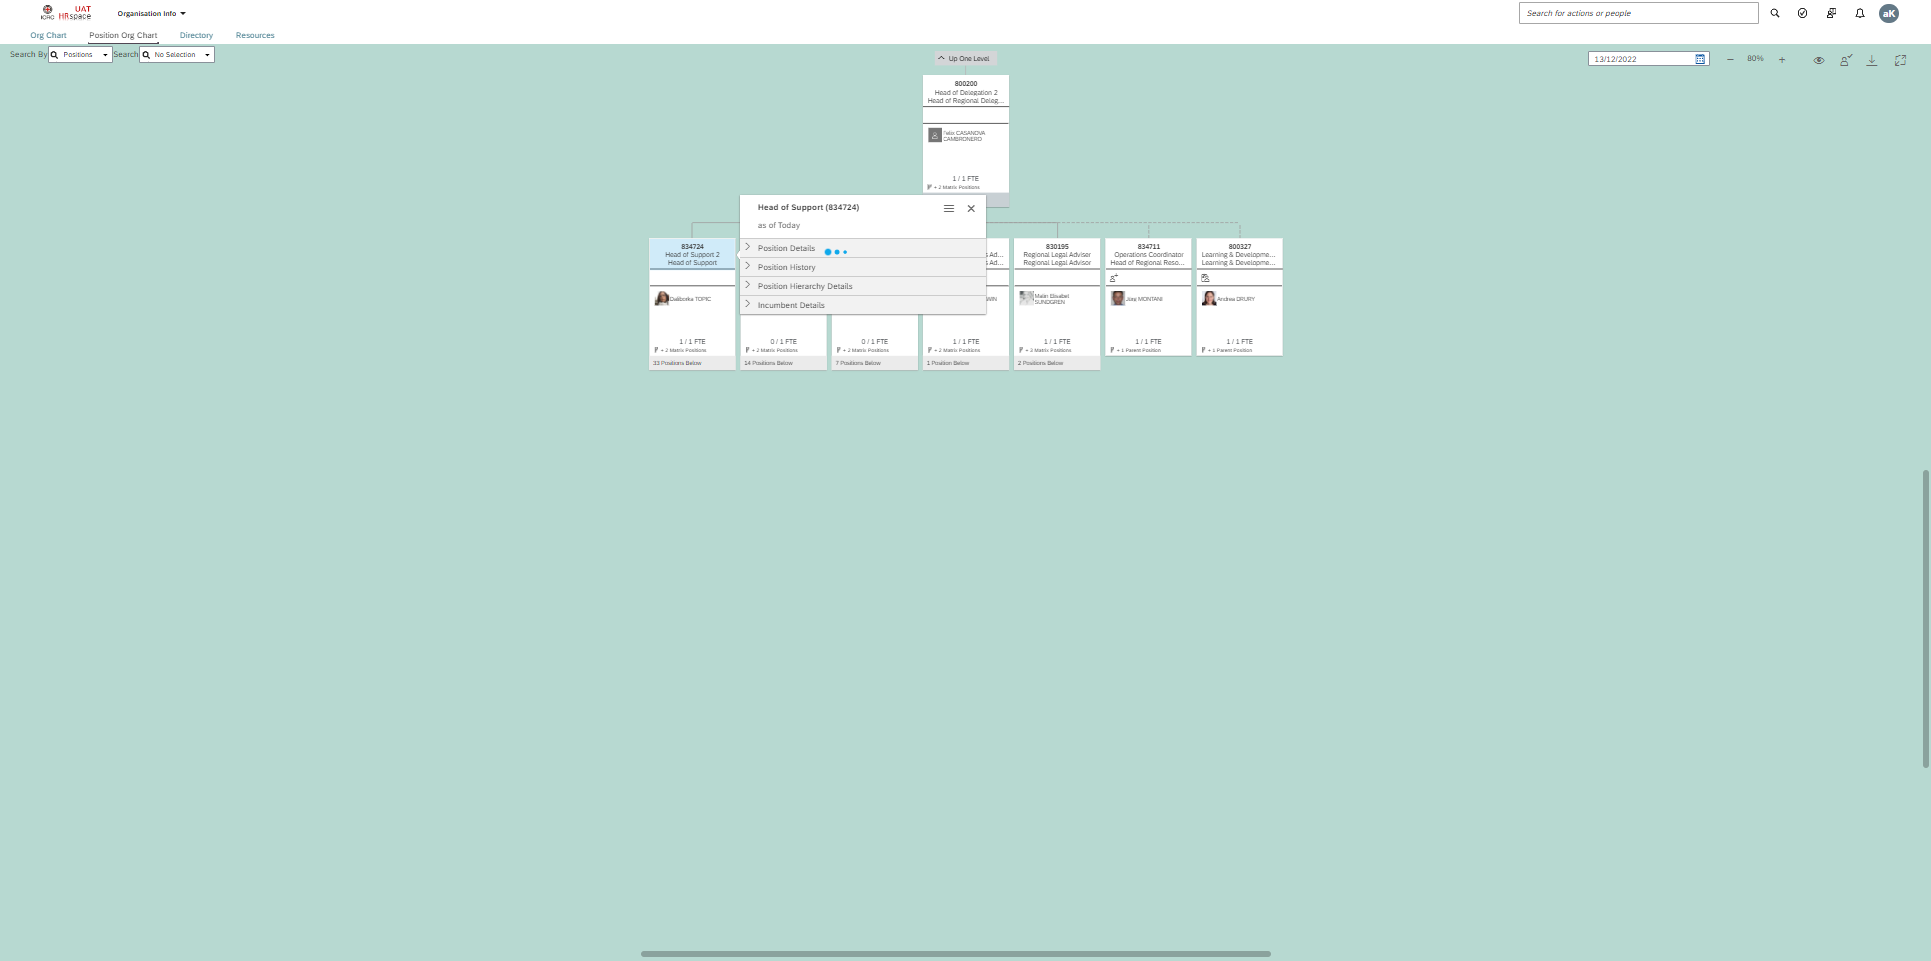 ICRC
UAT
HRspace
Organisation Info
Search for actions or people
aK
Org Chart
Position Org Chart
Directory
Resources
Search By
Positions
Search
No Selection
Up One Level
13/12/2022
80%
800200
Head of Delegation 2
Head of Regional Deleg...
Felix CASANOVA
CAMBRONERO
1 / 1 FTE
+ 2 Matrix Positions
Head of Support (834724)
as of Today
Position Details
Position History
Position Hierarchy Details
Incumbent Details
834724
Head of Support 2
Head of Support
Daliborka TOPIC
1 / 1 FTE
+ 2 Matrix Positions
33 Positions Below
0 / 1 FTE
+ 2 Matrix Positions
14 Positions Below
0 / 1 FTE
+ 2 Matrix Positions
7 Positions Below
s Ad...
s Ad...
WIN
1 / 1 FTE
+ 2 Matrix Positions
1 Position Below
830195
Regional Legal Adviser
Regional Legal Advisor
Malin Elisabet
SUNDGREN
1 / 1 FTE
+ 3 Matrix Positions
2 Positions Below
834711
Operations Coordinator
Head of Regional Reso...
Jorg MONTANI
1 / 1 FTE
+ 1 Parent Position
800327
Learning & Developme...
Learning & Developme...
Andrea DRURY
1 / 1 FTE
+ 1 Parent Position